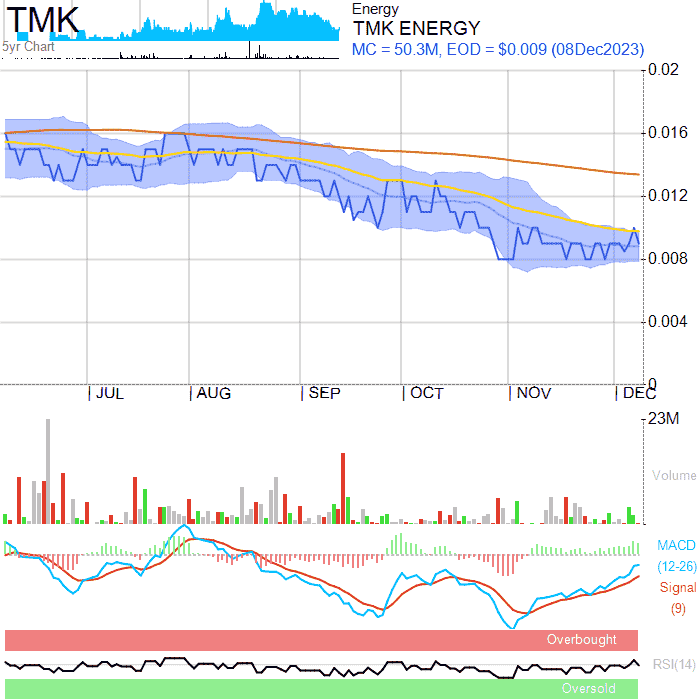 TMK
5yr Chart
Energy
TMK ENERGY
MC = 50.3M, EOD = $0.009 (08Dec2023)
0.02
0.016
0.012
0.008
0.004
0
JUL AUG SEP OCT NOV DEC
23M
Volume
MACD
(12-26)
Signal
(9)
Overbought
RSI(14)
Oversold